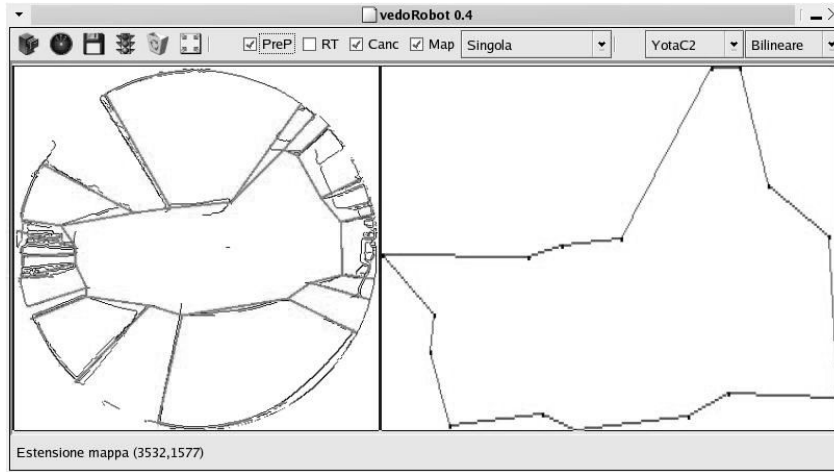 vedoRobot 0.4
PreP RT Canc Map Singola YotaC2 Bilineare
Estensione mappa (3532,1577)